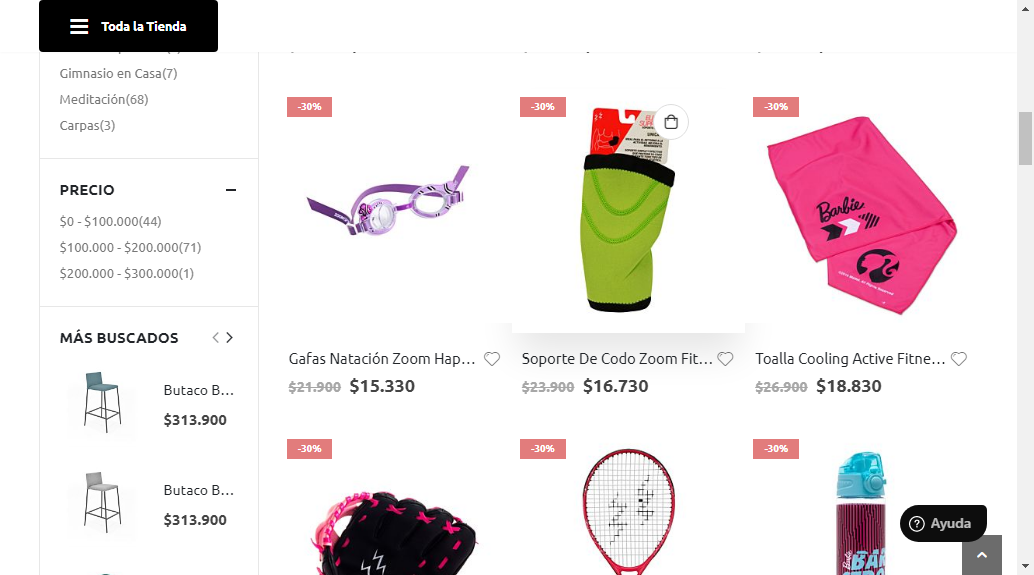 Toda la Tienda
Gimnasio en Casa(7)
Meditación(68)
Carpas(3)
PRECIO
$0 - $100.000(44)
$100.000 - $200.000(71)
$200.000 - $300.000(1)
MÁS BUSCADOS
Butaco B...
$313.900
Butaco B...
$313.900
-30%
-30%
-30%
Barbie
Gafas Natación Zoom Hap...
Soporte De Codo Zoom Fit...
Toalla Cooling Active Fitne...
$21.900 $15.330
$23.900 $16.730
$26.900 $18.830
-30%
-30%
-30%
Barbie
Ayuda